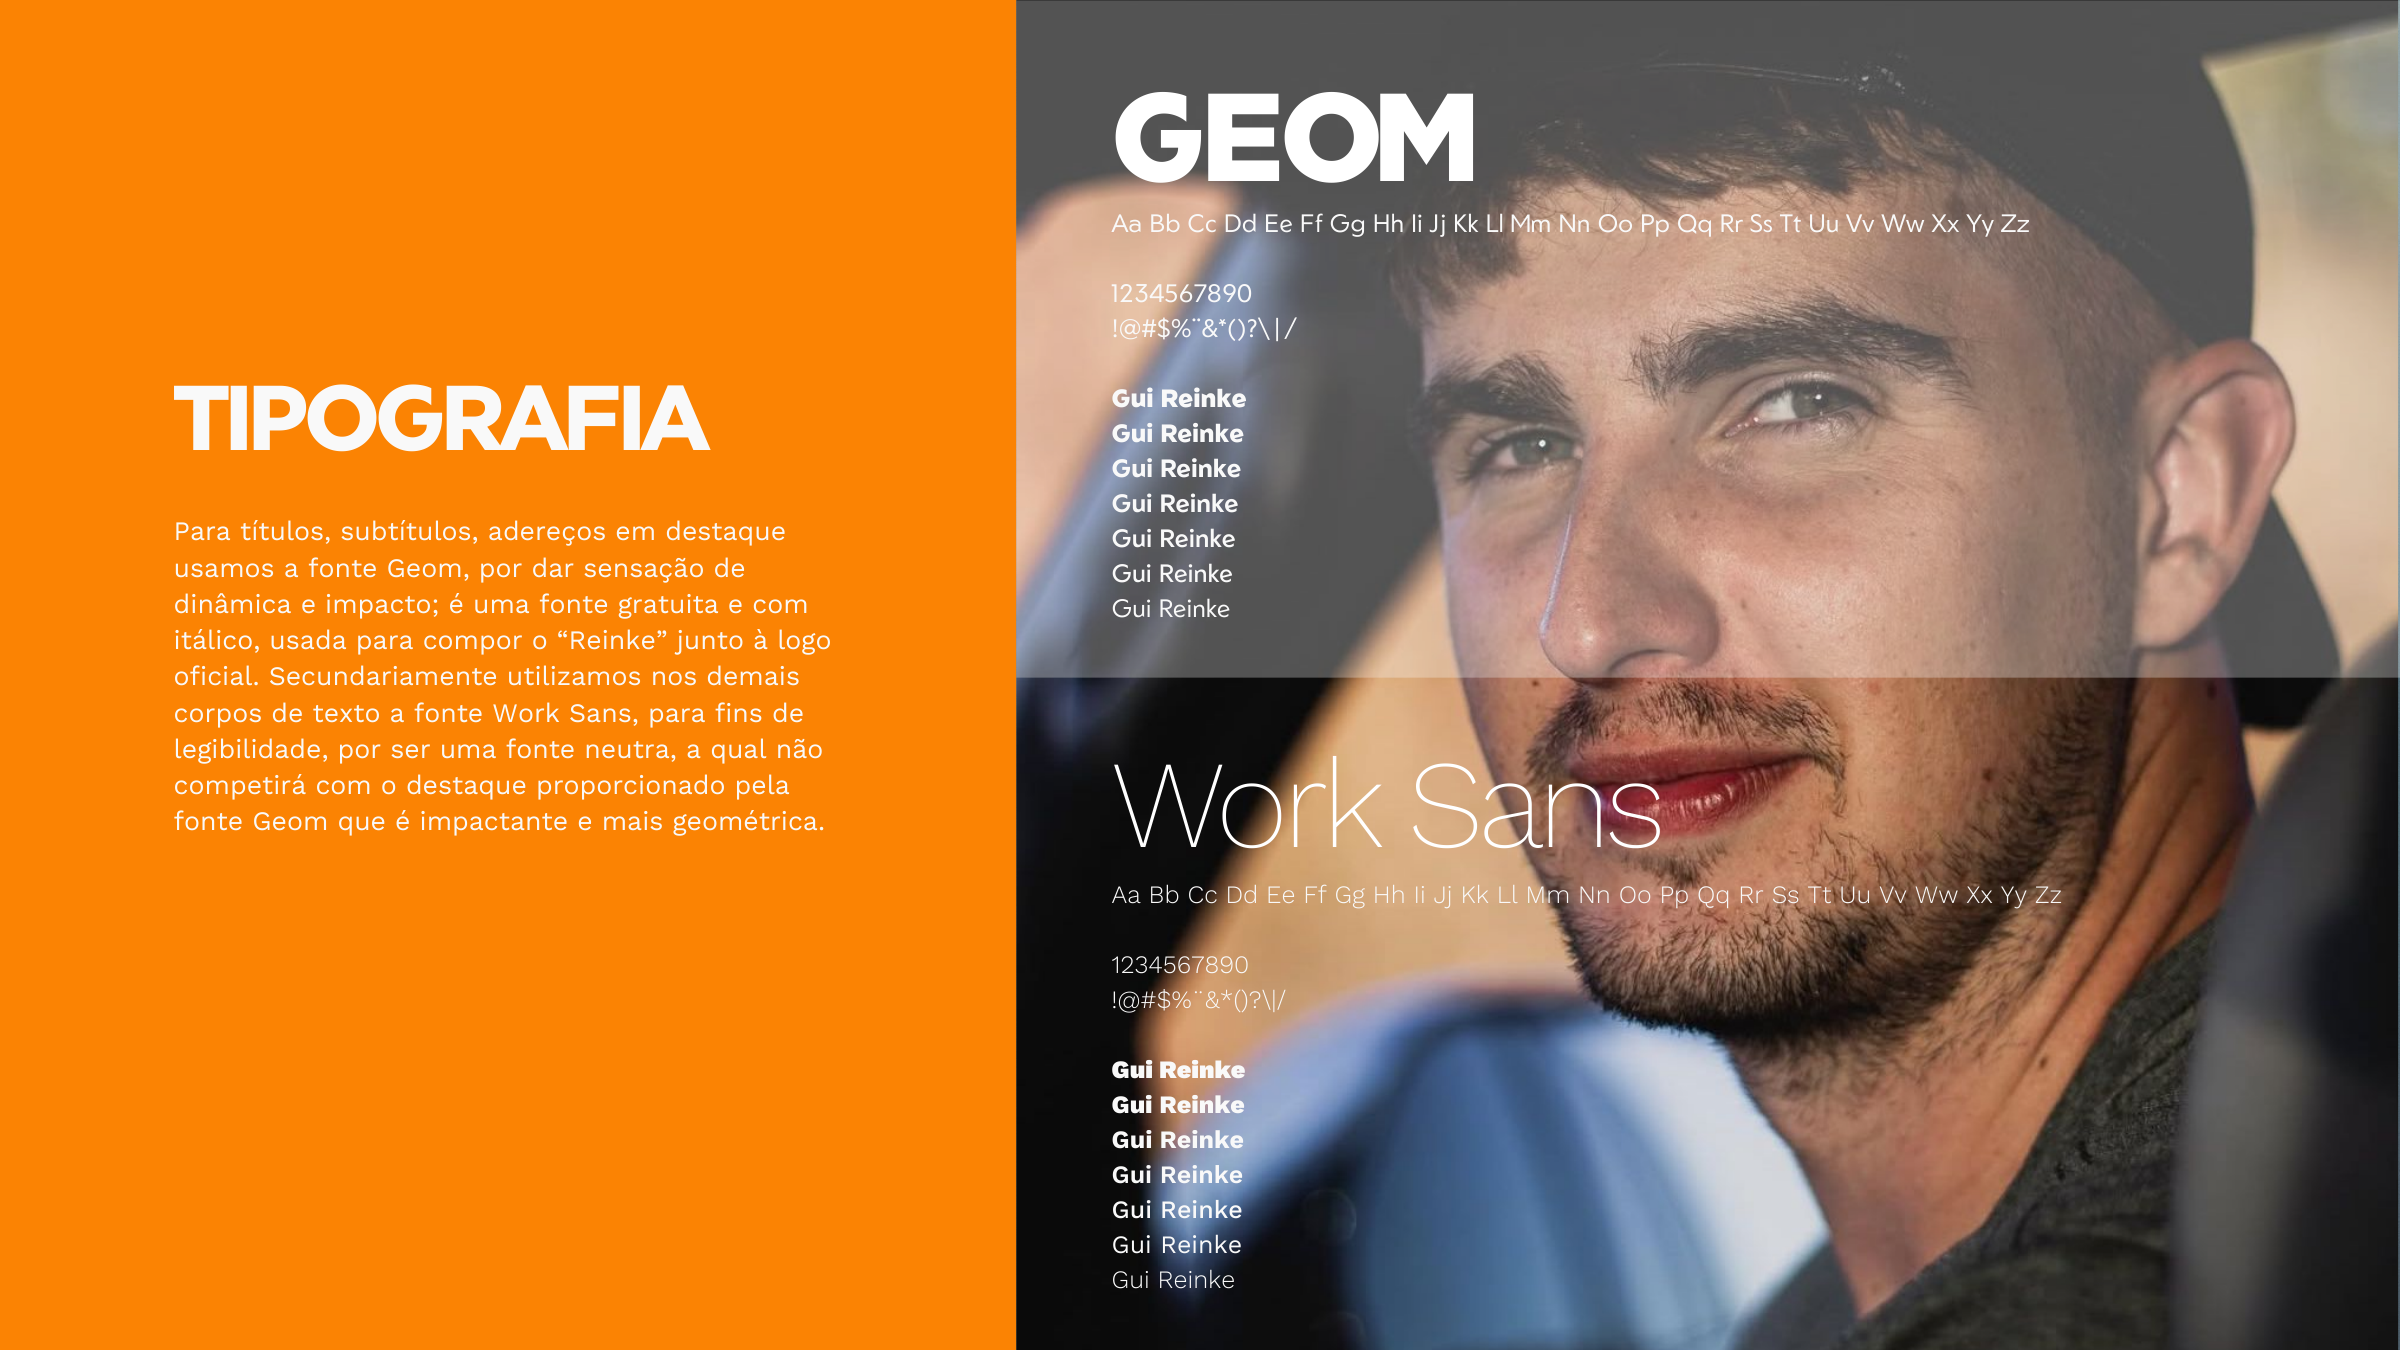 TIPOGRAFIA
Para títulos, subtítulos, adereços em destaque
usamos a fonte Geom, por dar sensação de
dinâmica e impacto; é uma fonte gratuita e com
itálico, usada para compor o “Reinke” junto à logo
oficial. Secundariamente utilizamos nos demais
corpos de texto a fonte Work Sans, para fins de
legibilidade, por ser uma fonte neutra, a qual não
competirá com o destaque proporcionado pela
fonte Geom que é impactante e mais geométrica.
GEOM
Aa Bb Cc Dd Ee Ff Gg Hh Ii Jj Kk Ll Mm Nn Oo Pp Qq Rr Ss Tt Uu Vv Ww Xx Yy Zz
1234567890
!@#$%¨&*()?\|/
Gui Reinke
Gui Reinke
Gui Reinke
Gui Reinke
Gui Reinke
Gui Reinke
Gui Reinke
Work Sans
Aa Bb Cc Dd Ee Ff Gg Hh Ii Jj Kk Ll Mm Nn Oo Pp Qq Rr Ss Tt Uu Vv Ww Xx Yy Zz
1234567890
!@#$%¨&*()?\|/
Gui Reinke
Gui Reinke
Gui Reinke
Gui Reinke
Gui Reinke
Gui Reinke
Gui Reinke